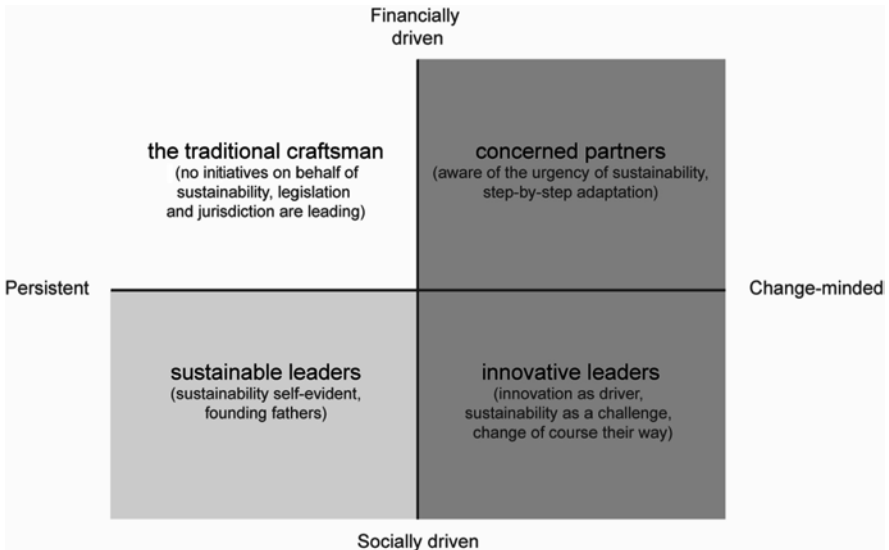 Financially
driven
the traditional craftsman
(no initiatives on behalf of
sustainability, legislation
and jurisdiction are leading)
concerned partners
(aware of the urgency of sustainability,
step-by-step adaptation)
Persistent
Change-minded
sustainable leaders
(sustainability self-evident,
founding fathers)
innovative leaders
(innovation as driver,
sustainability as a challenge,
change of course their way)
Socially driven